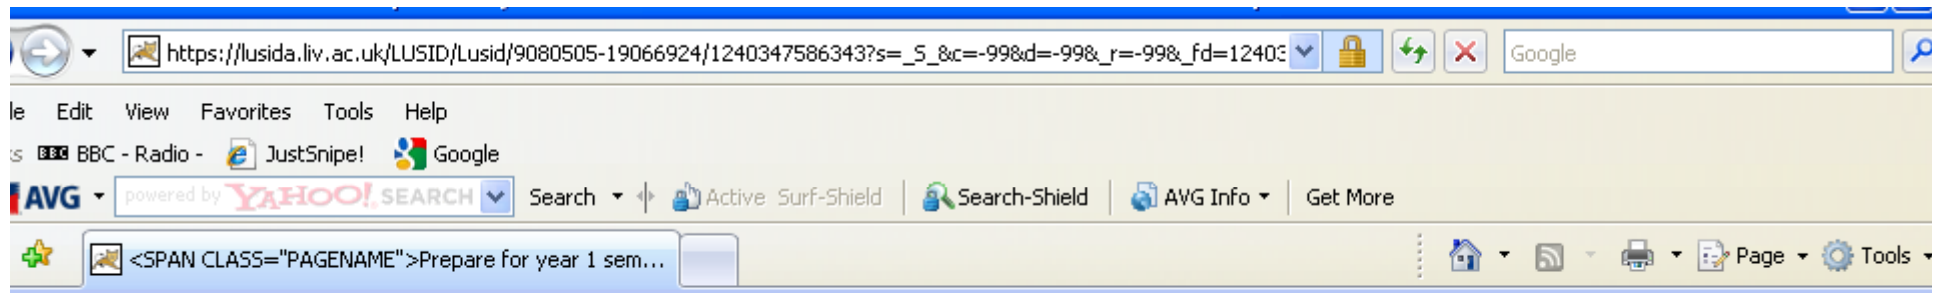 https://lusida.liv.ac.uk/LUSID/Lusid/9080505-19066924/1240347586343?s=_S_&c=-99&d=-99&_r=-99&_fd=12403 Google
le Edit View Favorites Tools Help
ks BBC BBC - Radio - JustSnipe! Google
AVG powered by YAHOO! SEARCH Search Active Surf-Shield Search-Shield AVG Info Get More
<SPAN CLASS="PAGENAME">Prepare for year 1 sem... Page Tools